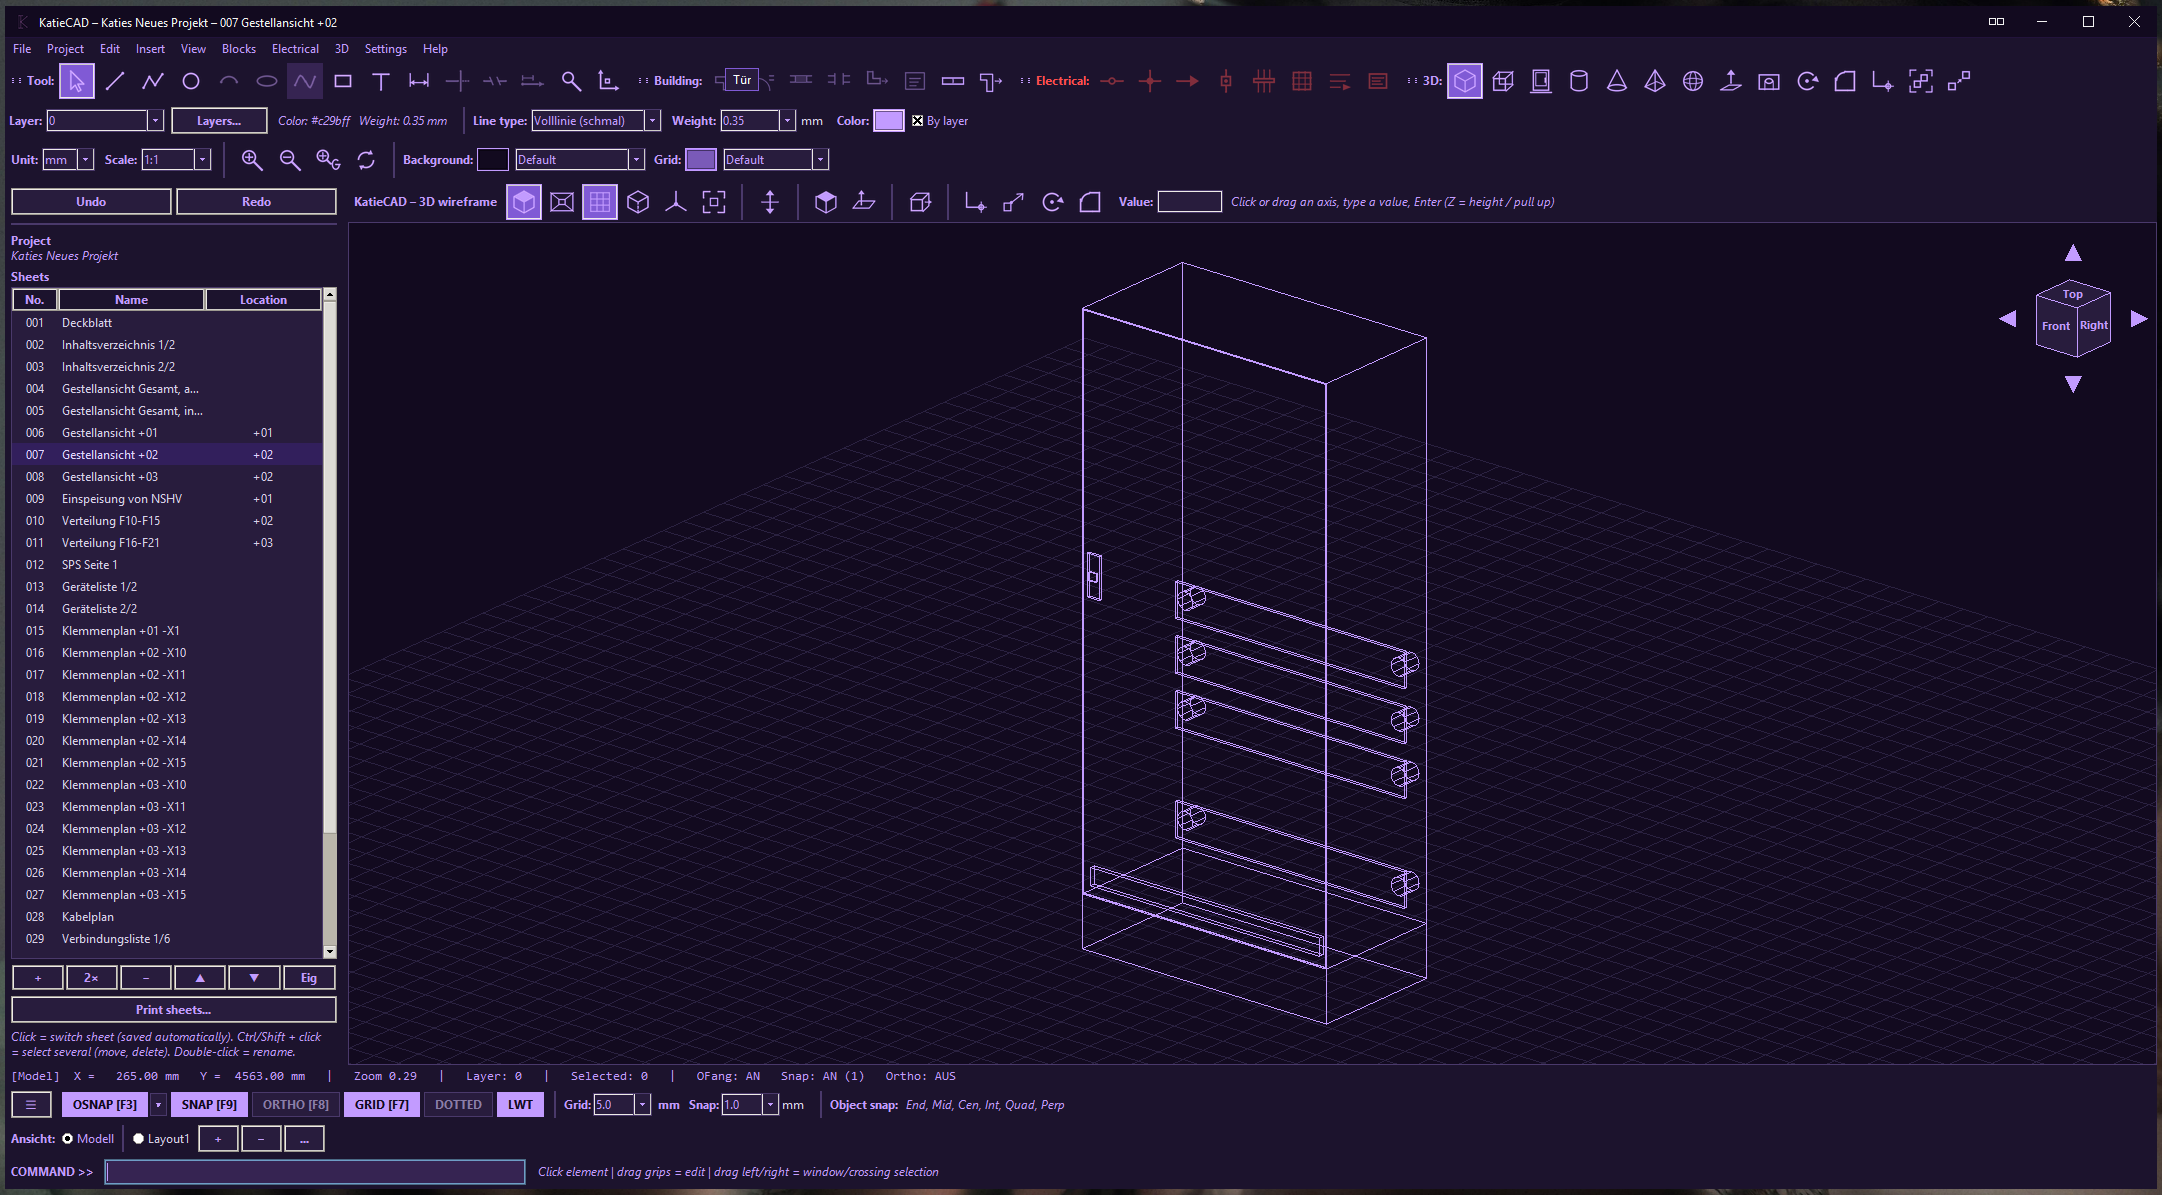 KatieCAD – Katies Neues Projekt – 007 Gestellansicht +02
File Project Edit Insert View Blocks Electrical 3D Settings Help
Tool: Building: Tür Electrical: 3D:
Layer: 0 Layers... Color: #c29bff Weight: 0.35 mm Line type: Volllinie (schmal) Weight: 0.35 mm Color: By layer
Unit: mm Scale: 1:1 Background: Default Grid: Default
Undo Redo KatieCAD – 3D wireframe Value: Click or drag an axis, type a value, Enter (Z = height / pull up)
Project
Katies Neues Projekt
Sheets
No. Name Location
001 Deckblatt
002 Inhaltsverzeichnis 1/2
003 Inhaltsverzeichnis 2/2
004 Gestellansicht Gesamt, a...
005 Gestellansicht Gesamt, in...
006 Gestellansicht +01 +01
007 Gestellansicht +02 +02
008 Gestellansicht +03 +02
009 Einspeisung von NSHV +01
010 Verteilung F10-F15 +02
011 Verteilung F16-F21 +03
012 SPS Seite 1
013 Geräteliste 1/2
014 Geräteliste 2/2
015 Klemmenplan +01 -X1
016 Klemmenplan +02 -X10
017 Klemmenplan +02 -X11
018 Klemmenplan +02 -X12
019 Klemmenplan +02 -X13
020 Klemmenplan +02 -X14
021 Klemmenplan +02 -X15
022 Klemmenplan +03 -X10
023 Klemmenplan +03 -X11
024 Klemmenplan +03 -X12
025 Klemmenplan +03 -X13
026 Klemmenplan +03 -X14
027 Klemmenplan +03 -X15
028 Kabelplan
029 Verbindungsliste 1/6
Top
Front Right
+ 2× − ▲ ▼ Eig
Print sheets...
Click = switch sheet (saved automatically). Ctrl/Shift + click
= select several (move, delete). Double-click = rename.
[Model] X = 265.00 mm Y = 4563.00 mm | Zoom 0.29 | Layer: 0 | Selected: 0 | OFang: AN Snap: AN (1) Ortho: AUS
☰ OSNAP [F3] SNAP [F9] ORTHO [F8] GRID [F7] DOTTED LWT Grid: 5.0 mm Snap: 1.0 mm Object snap: End, Mid, Cen, Int, Quad, Perp
Ansicht: Modell Layout1 + − ...
COMMAND >> Click element | drag grips = edit | drag left/right = window/crossing selection